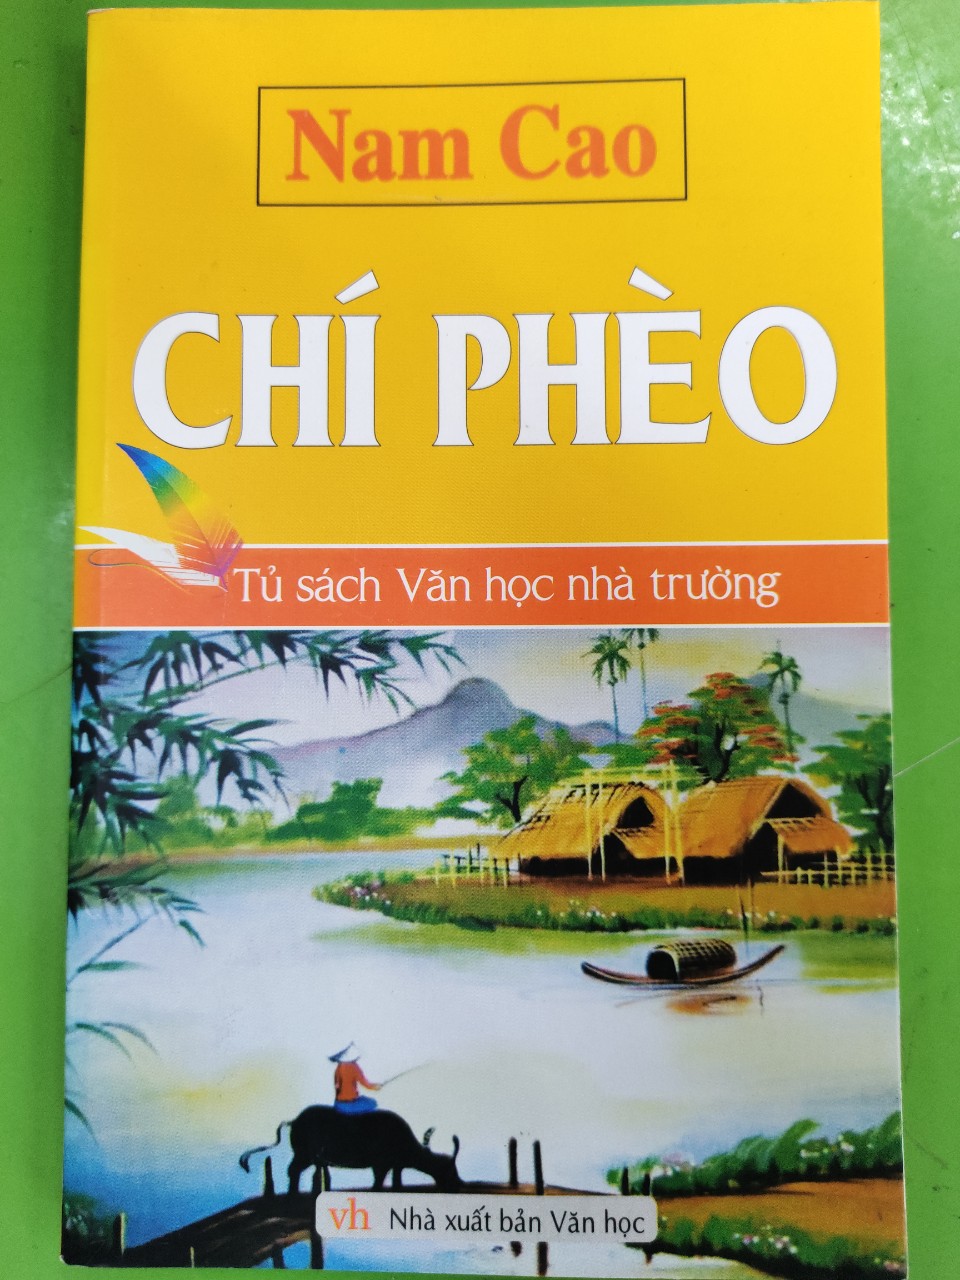 Nam Cao
CHÍ PHÈO
Tủ sách Văn học nhà trường
vh Nhà xuất bản Văn học